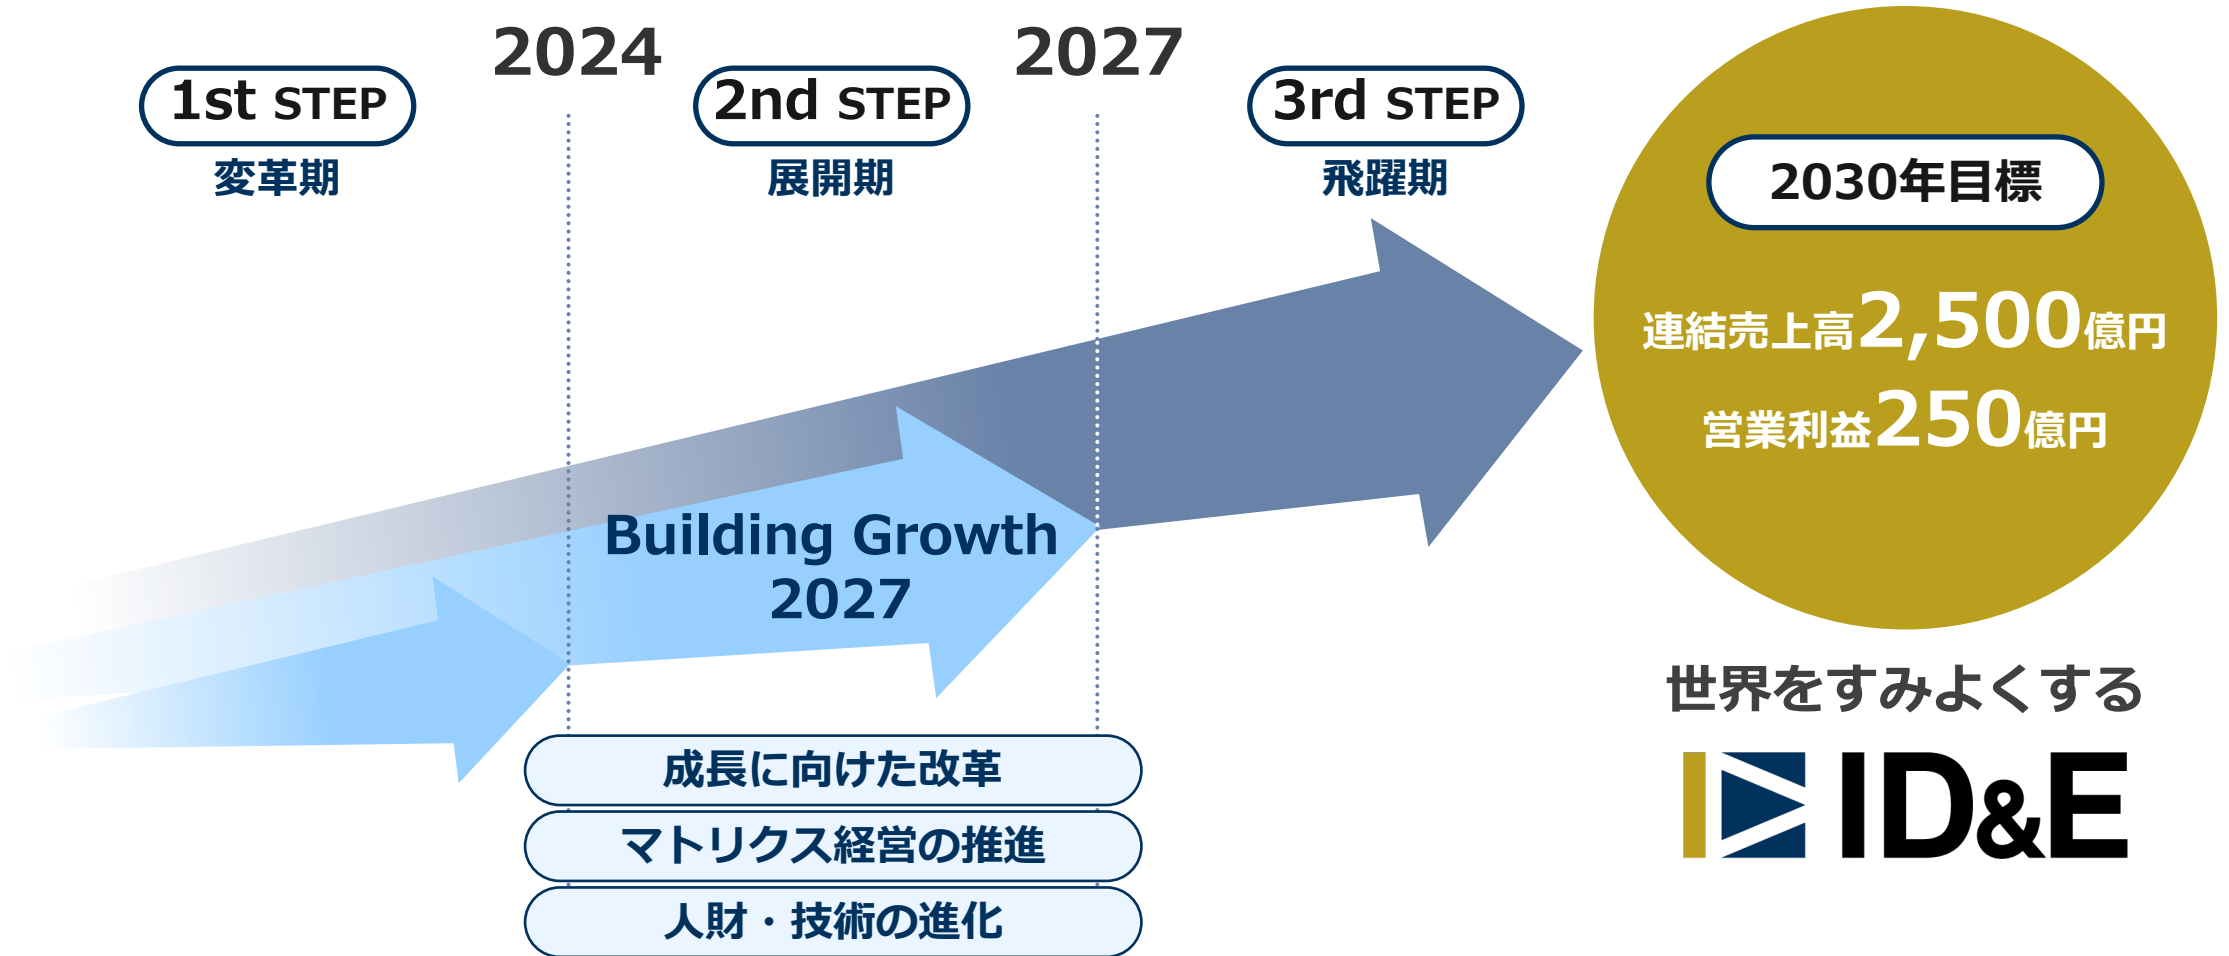 2024
2027
1st STEP
2nd STEP
3rd STEP
変革期
展開期
飛躍期
2030年目標
連結売上高2,500億円
営業利益250億円
Building Growth
2027
世界をすみよくする
ID&E
成長に向けた改革
マトリクス経営の推進
人財・技術の進化